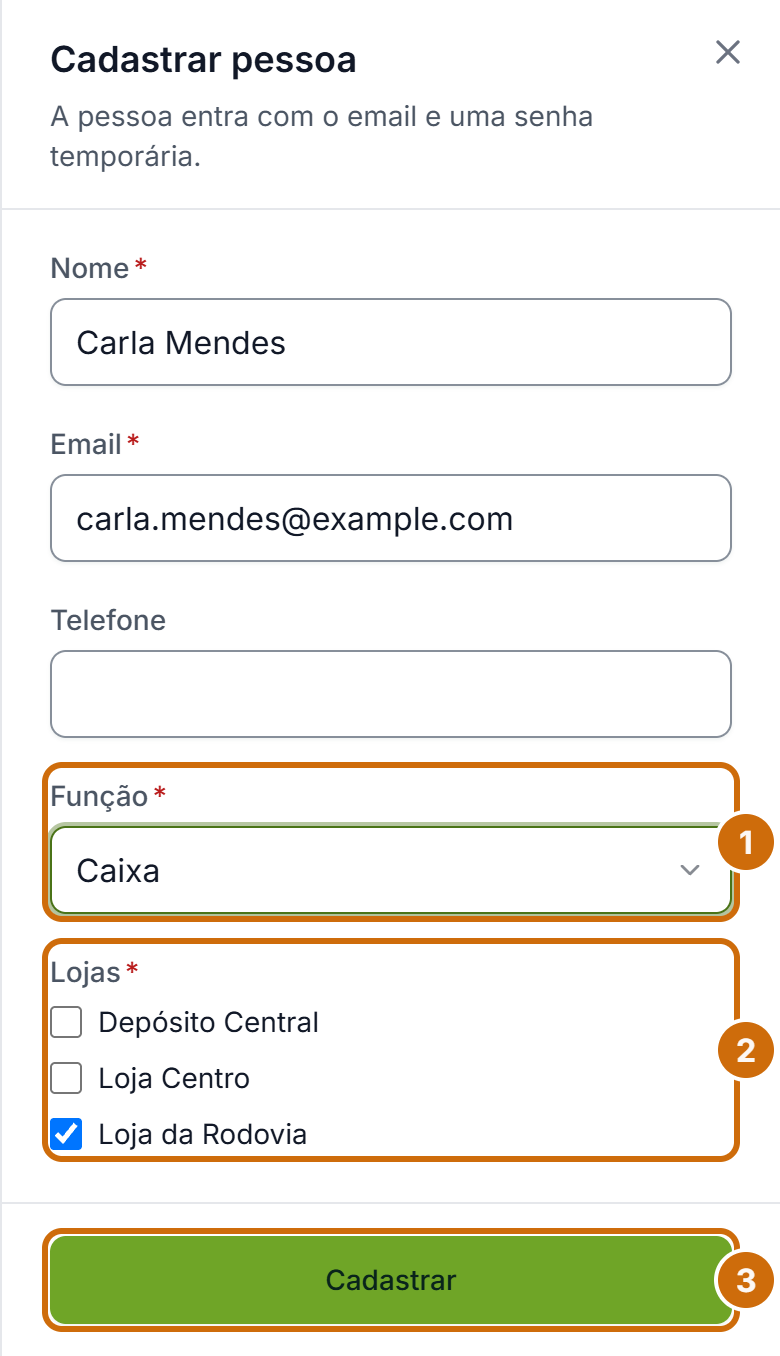 Cadastrar pessoa
A pessoa entra com o email e uma senha
temporária.
Nome *
Carla Mendes
Email *
carla.mendes@example.com
Telefone
Função *
Caixa
1
Lojas *
Depósito Central
2
Loja Centro
Loja da Rodovia
Cadastrar
3